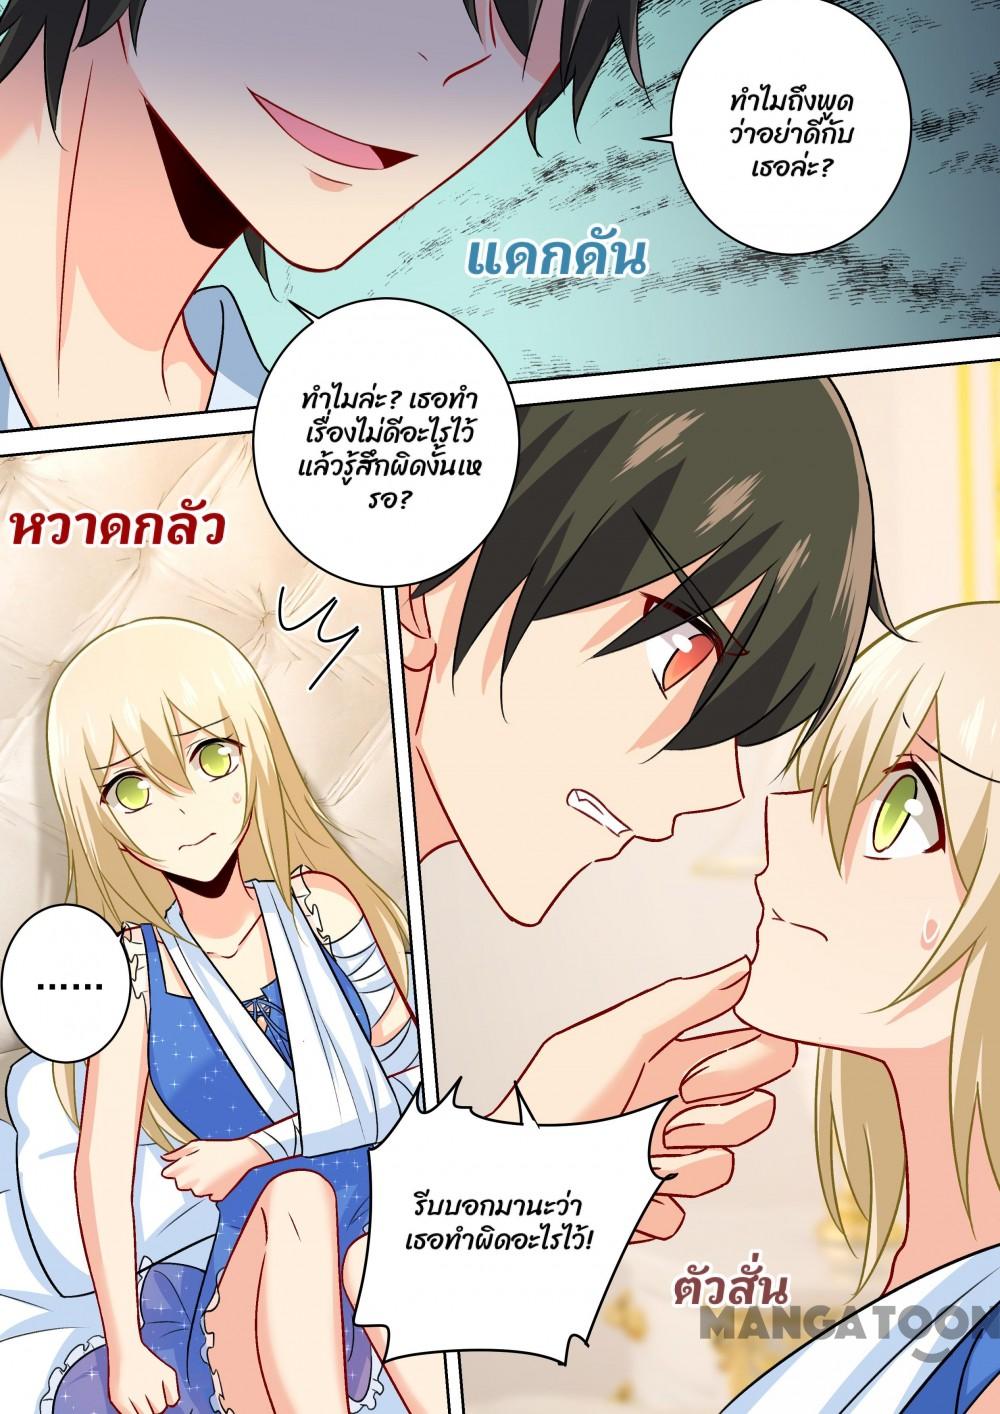 ทำไมถึงพูด
ว่าอย่าดีกับ
เธอล่ะ?
แดกดัน
ทำไมล่ะ? เธอทำ
เรื่องไม่ดีอะไรไว้
แล้วรู้สึกผิดงั้นเห
รอ?
หวาดกลัว
......
รีบบอกมานะว่า
เธอทำผิดอะไรไว้!
ตัวสั่น
MANGATOON